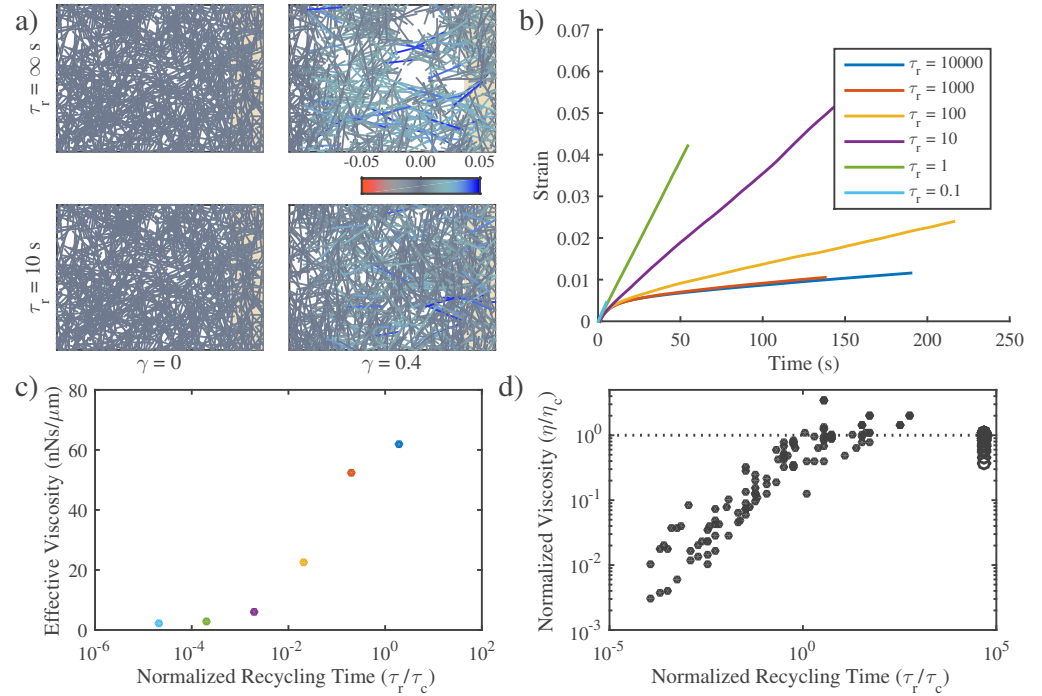 a)
τr = ∞ s
-0.05 0.00 0.05
τr = 10 s
γ = 0
γ = 0.4
b)
0.07
0.06
0.05
0.04
0.03
0.02
0.01
0
Strain
0 50 100 150 200 250
Time (s)
τr = 10000
τr = 1000
τr = 100
τr = 10
τr = 1
τr = 0.1
c)
80
60
40
20
0
Effective Viscosity (nNs/μm)
10^-6 10^-4 10^-2 10^0 10^2
Normalized Recycling Time (τr/τc)
d)
10^0
10^-1
10^-2
10^-3
Normalized Viscosity (η/ηc)
10^-5 10^0 10^5
Normalized Recycling Time (τr/τc)